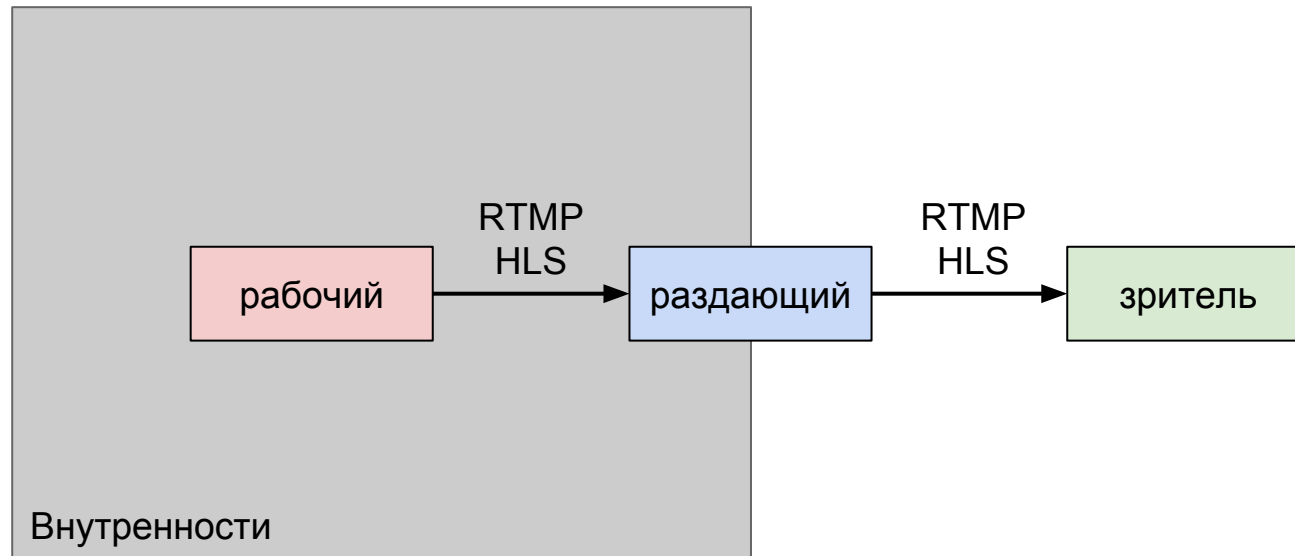 RTMP
HLS
RTMP
HLS
рабочий
раздающий
зритель
Внутренности